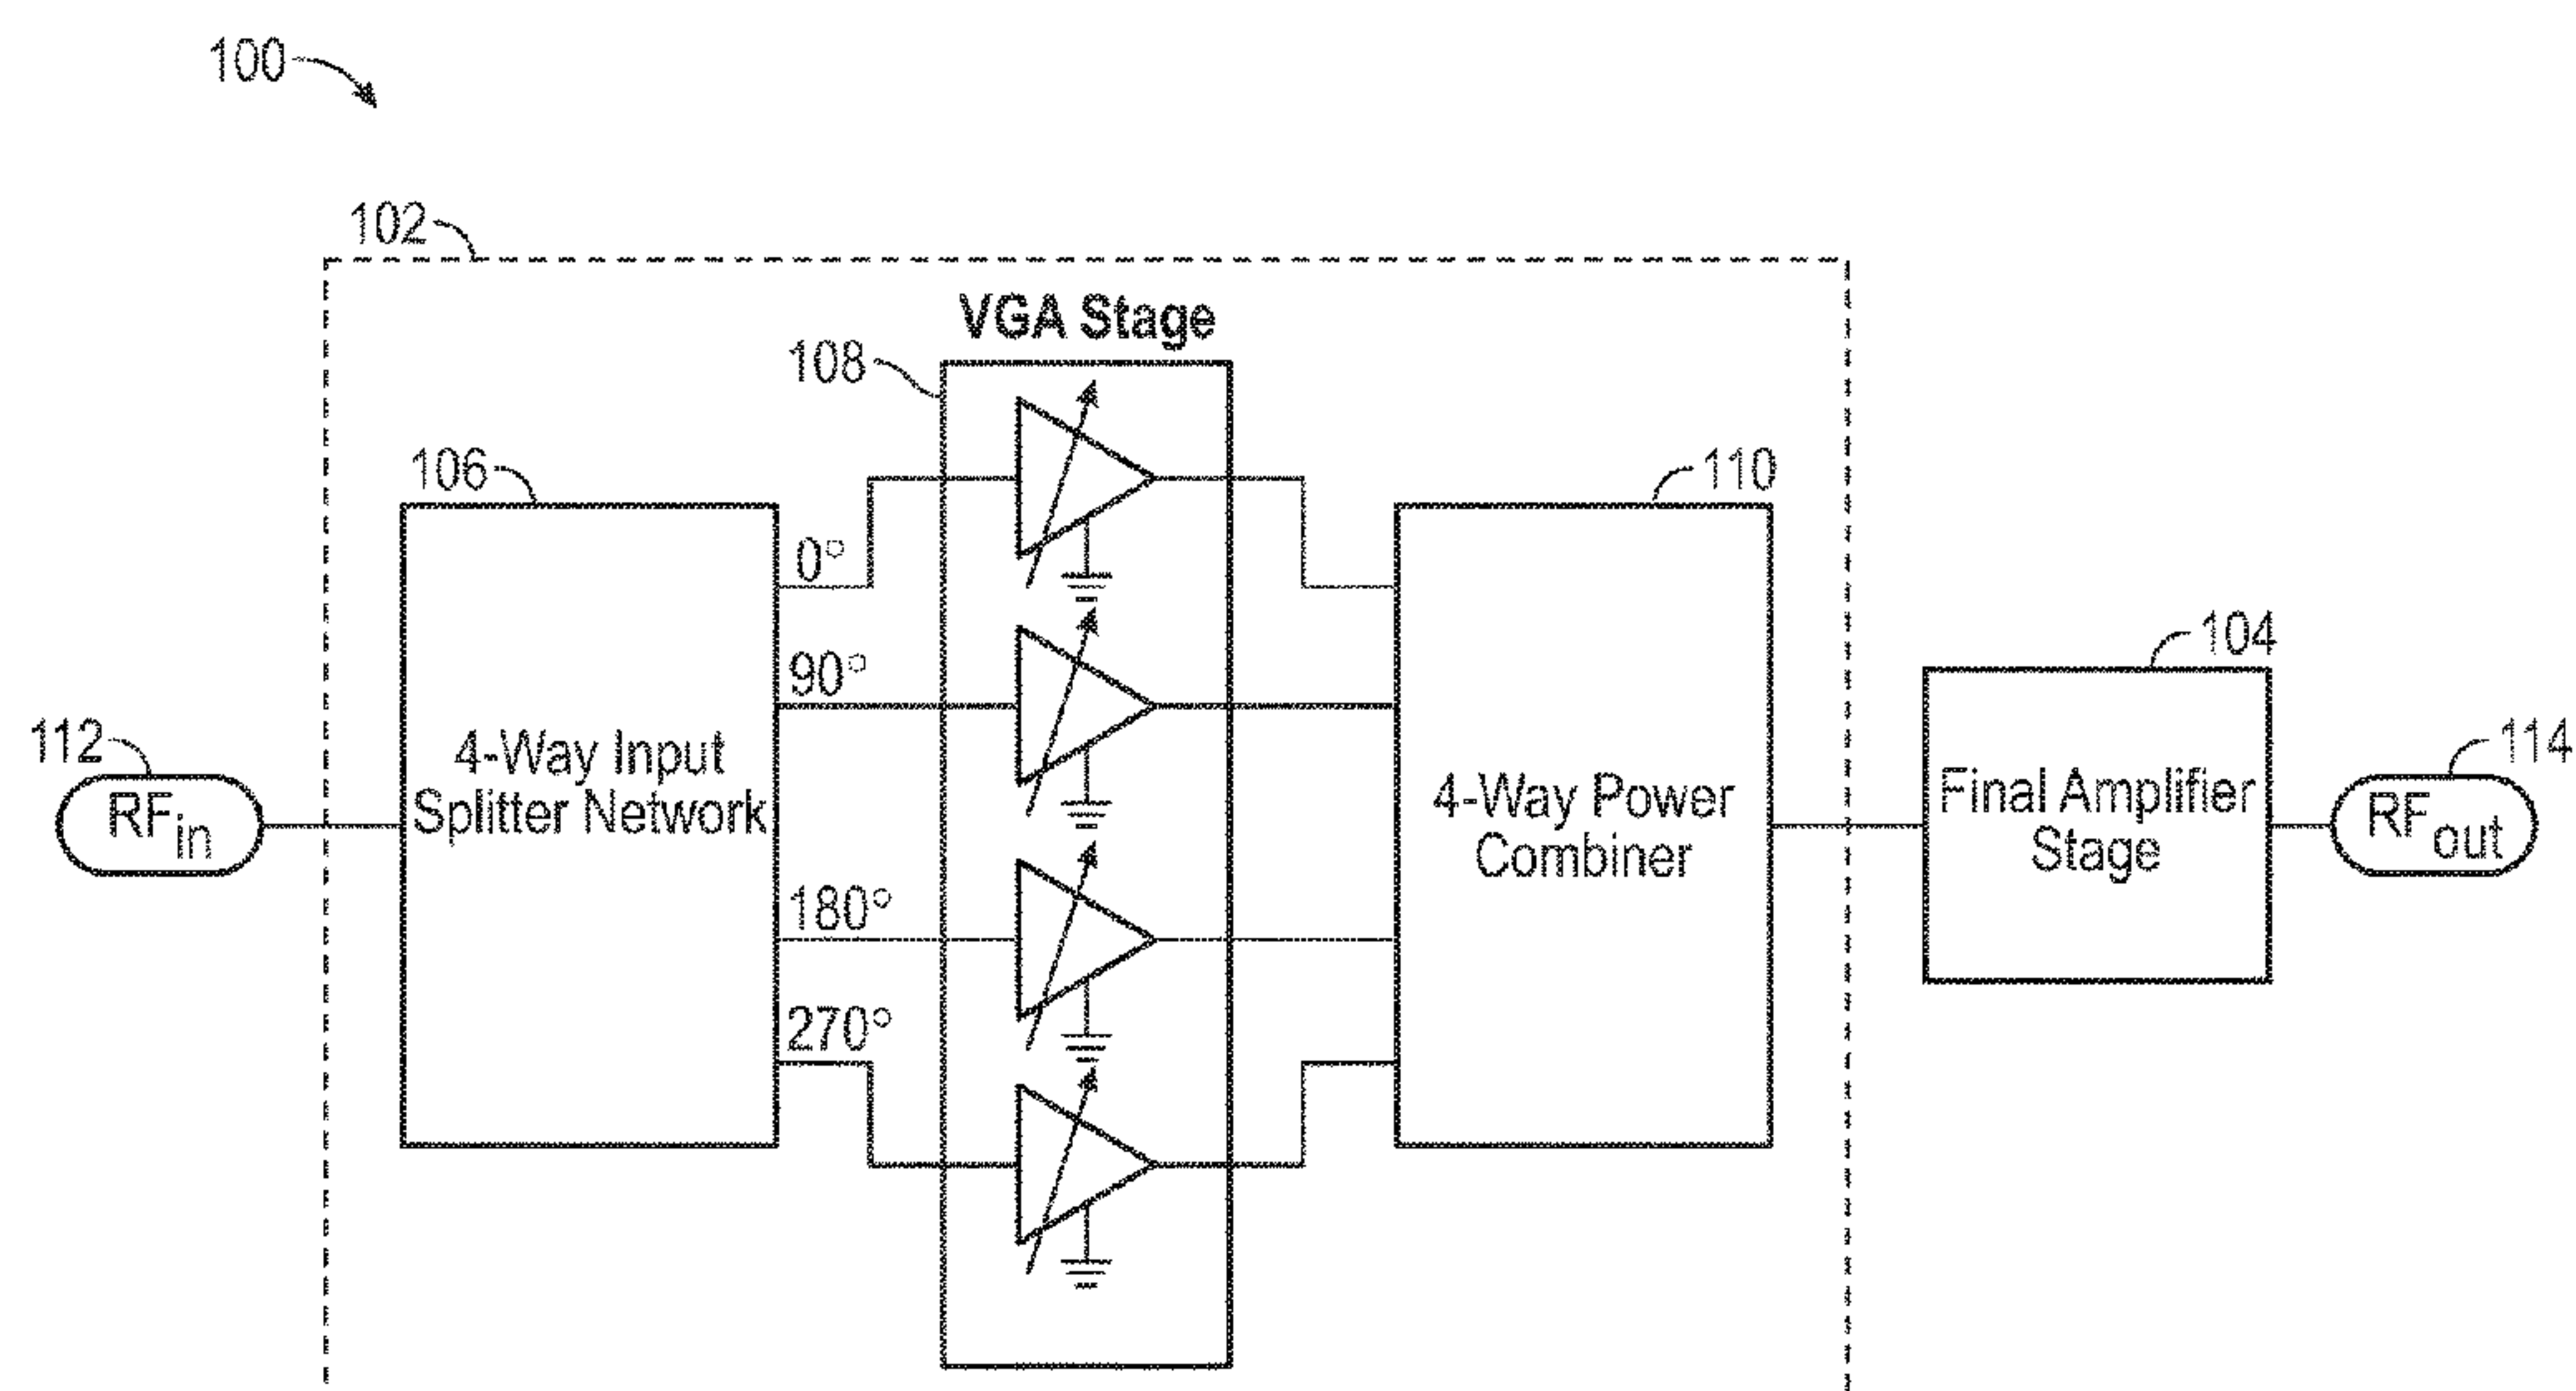 100
102
VGA Stage
108
106
110
0°
104
90°
112
114
4-Way Input
Splitter Network
RFin
4-Way Power
Combiner
Final Amplifier
Stage
RFout
180°
270°